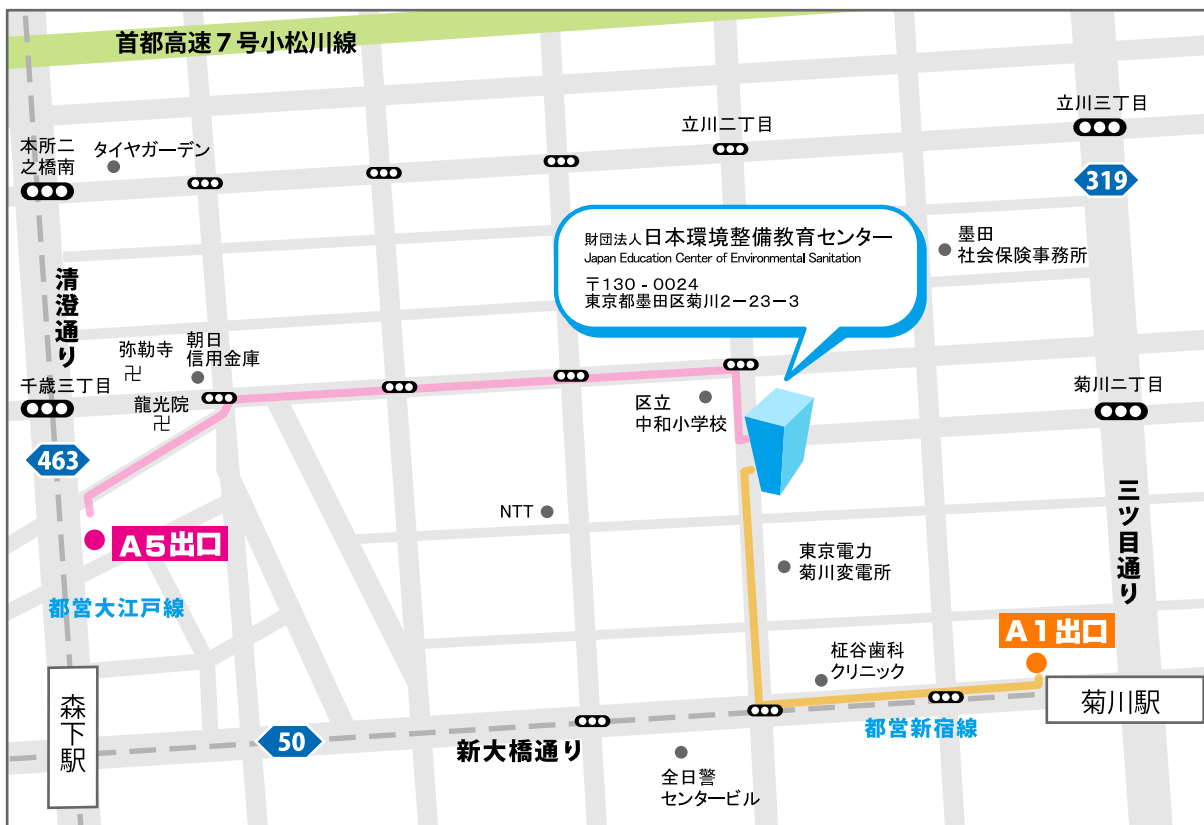 首都高速7号小松川線
立川三丁目
立川二丁目
本所二
之橋南
タイヤガーデン
319
財団法人日本環境整備教育センター
Japan Education Center of Environmental Sanitation
〒130-0024
東京都墨田区菊川2-23-3
墨田
社会保険事務所
清澄通り
弥勒寺
卍
朝日
信用金庫
千歳三丁目
龍光院
卍
区立
中和小学校
菊川二丁目
463
NTT
三ツ目通り
A5出口
東京電力
菊川変電所
都営大江戸線
A1出口
柾谷歯科
クリニック
森下駅
菊川駅
50
新大橋通り
都営新宿線
全日警
センタービル